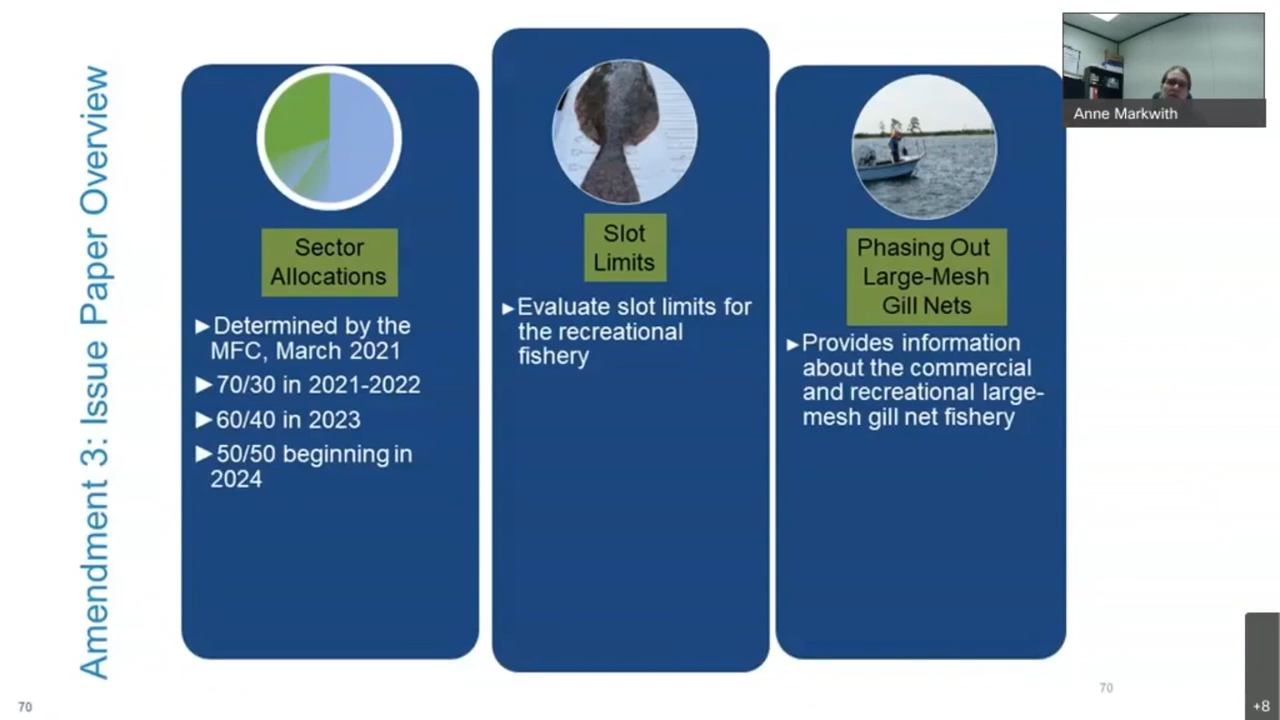 Amendment 3: Issue Paper Overview
Sector
Allocations
►Determined by the
MFC, March 2021
►70/30 in 2021-2022
►60/40 in 2023
►50/50 beginning in
2024
Slot
Limits
►Evaluate slot limits for
the recreational
fishery
Phasing Out
Large-Mesh
Gill Nets
►Provides information
about the commercial
and recreational large-
mesh gill net fishery
Anne Markwith
70
70
+8